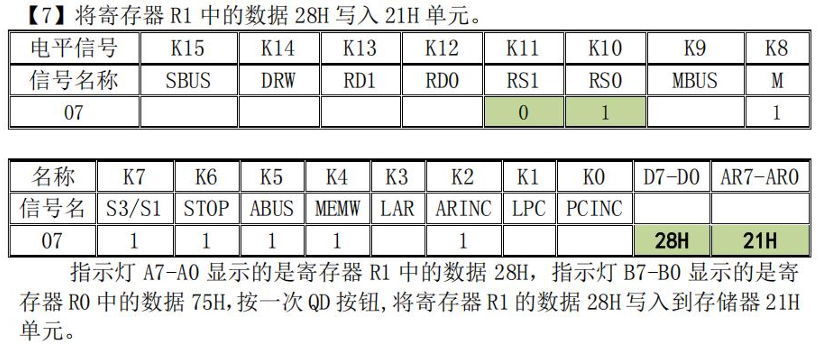 【7】将寄存器 R1 中的数据 28H 写入 21H 单元。
电平信号 K15 K14 K13 K12 K11 K10 K9 K8
信号名称 SBUS DRW RD1 RD0 RS1 RS0 MBUS M
07 0 1 1
名称 K7 K6 K5 K4 K3 K2 K1 K0 D7-D0 AR7-AR0
信号名 S3/S1 STOP ABUS MEMW LAR ARINC LPC PCINC
07 1 1 1 1 1 28H 21H
指示灯 A7-A0 显示的是寄存器 R1 中的数据 28H，指示灯 B7-B0 显示的是寄
存器 R0 中的数据 75H,按一次 QD 按钮,将寄存器 R1 的数据 28H 写入到存储器 21H
单元。